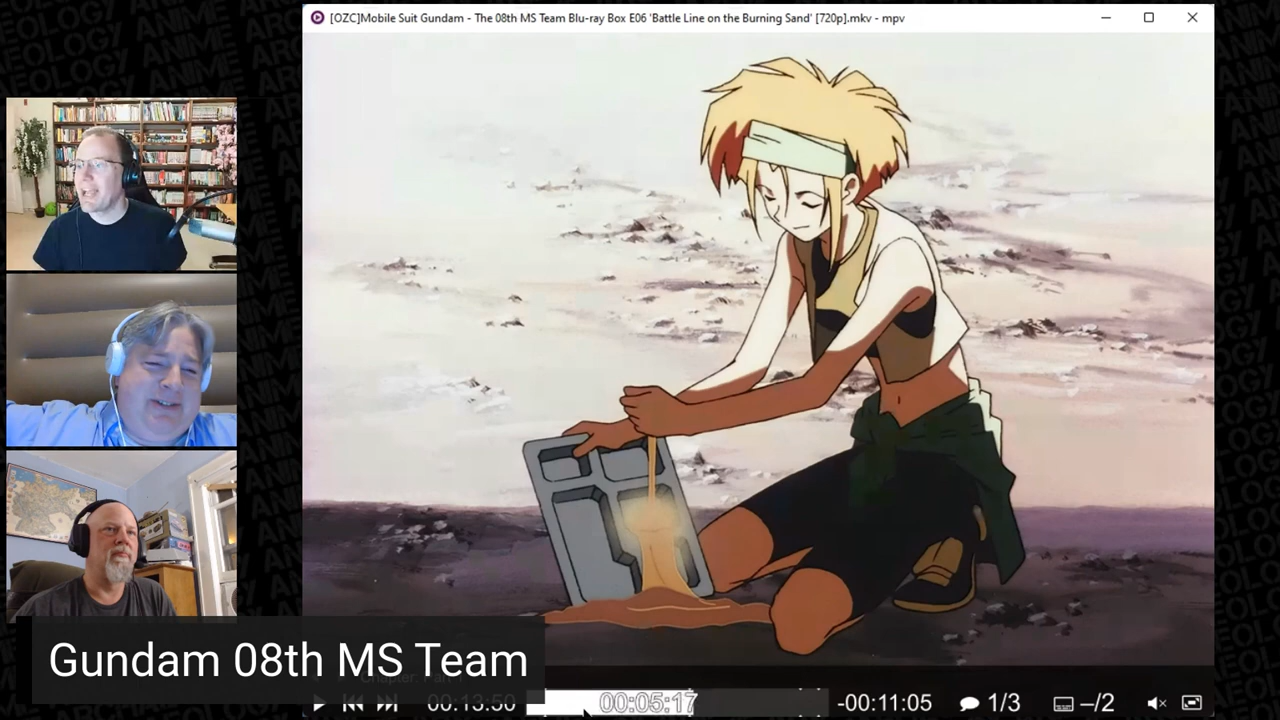 [OZC]Mobile Suit Gundam - The 08th MS Team Blu-ray Box E06 'Battle Line on the Burning Sand' [720p].mkv - mpv
Gundam 08th MS Team
00:13:50
00:05:17
-00:11:05
1/3
–/2